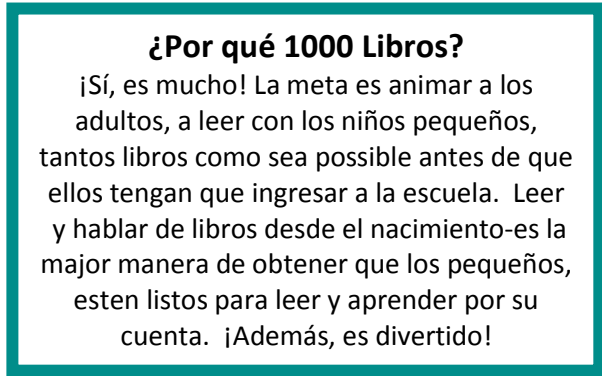 ¿Por qué 1000 Libros?
¡Sí, es mucho! La meta es animar a los
adultos, a leer con los niños pequeños,
tantos libros como sea possible antes de que
ellos tengan que ingresar a la escuela.  Leer
y hablar de libros desde el nacimiento-es la
major manera de obtener que los pequeños,
esten listos para leer y aprender por su
cuenta.  ¡Además, es divertido!